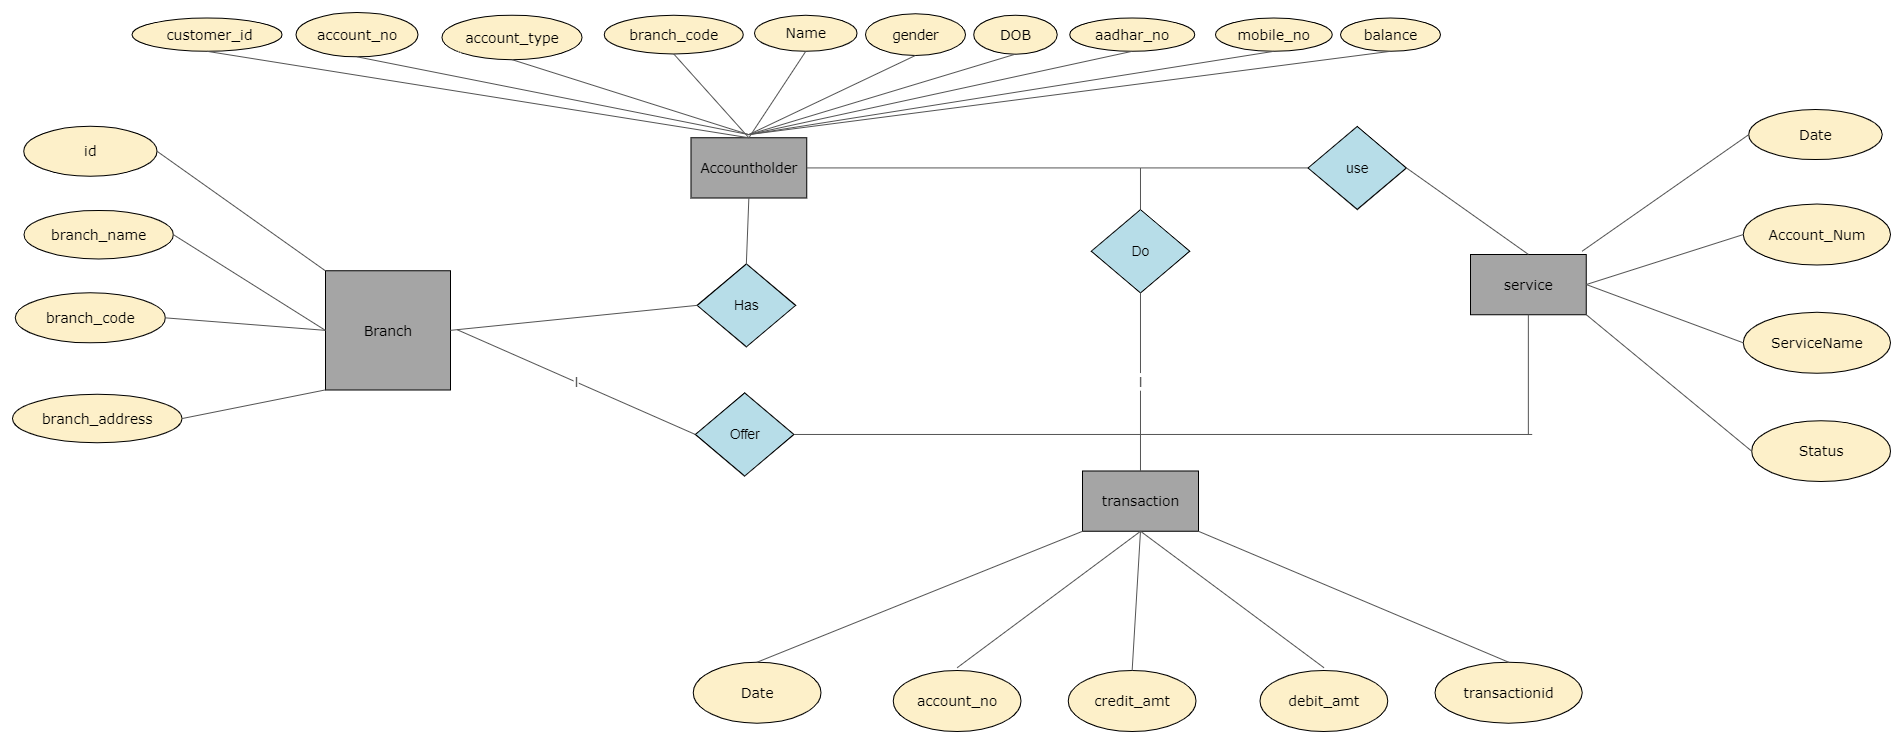 customer_id
account_no
account_type
branch_code
Name
gender
DOB
aadhar_no
mobile_no
balance
id
Accountholder
use
Date
branch_name
Do
Account_Num
service
Has
branch_code
Branch
ServiceName
branch_address
Offer
Status
transaction
Date
account_no
credit_amt
debit_amt
transactionid